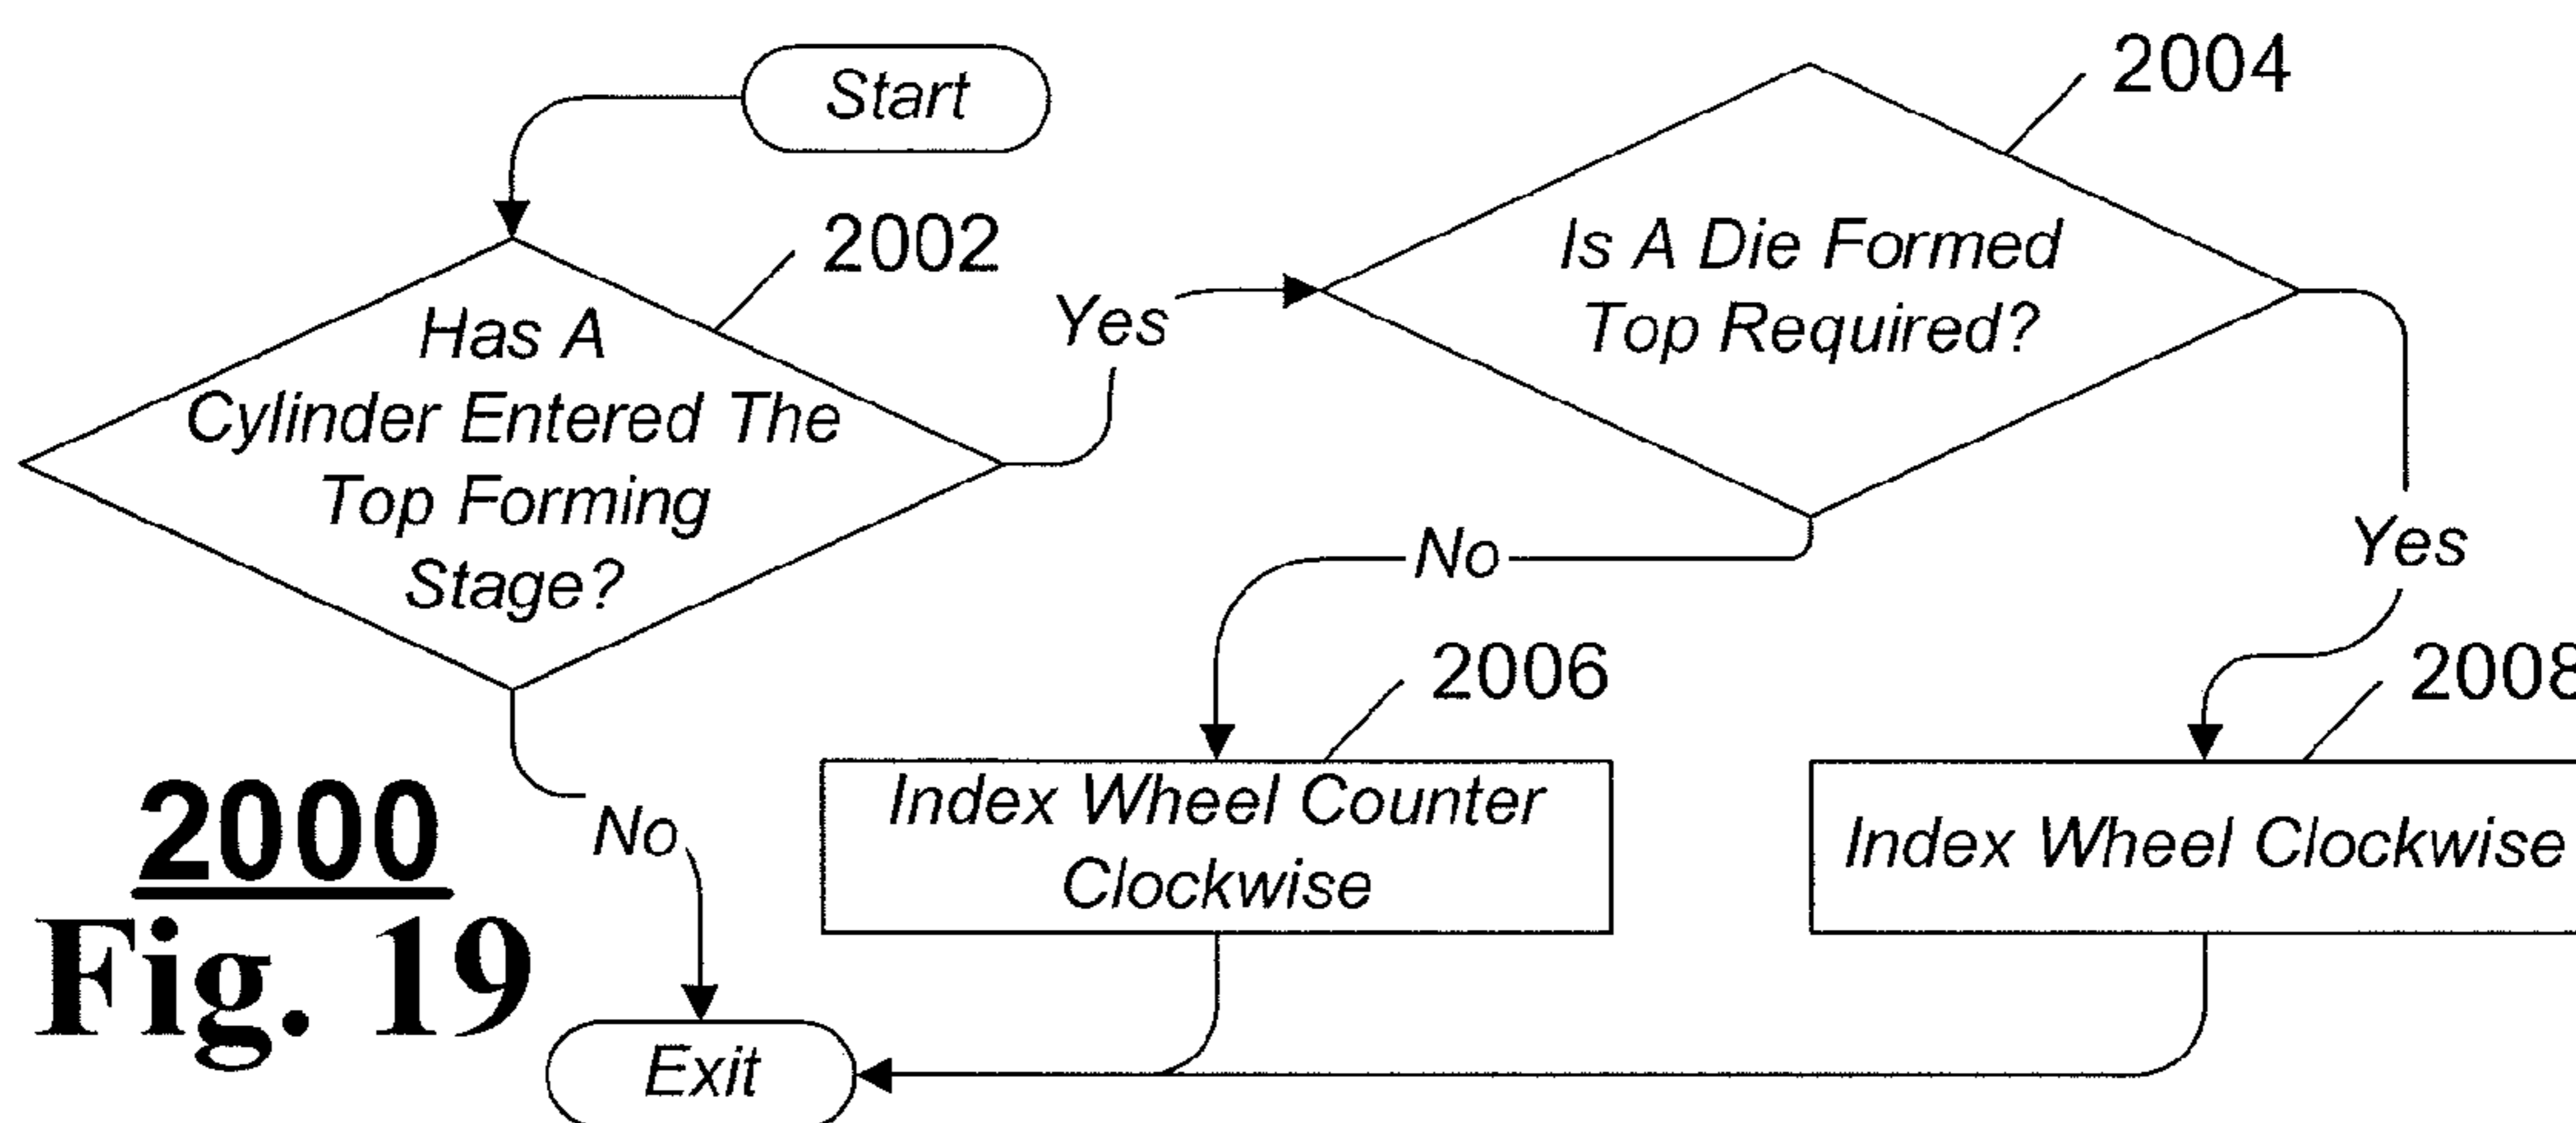 Start
2002
Has A
Cylinder Entered The
Top Forming
Stage?
Yes
2004
Is A Die Formed
Top Required?
No
Yes
2006
Index Wheel Counter
Clockwise
2008
Index Wheel Clockwise
No
Exit
2000
Fig. 19